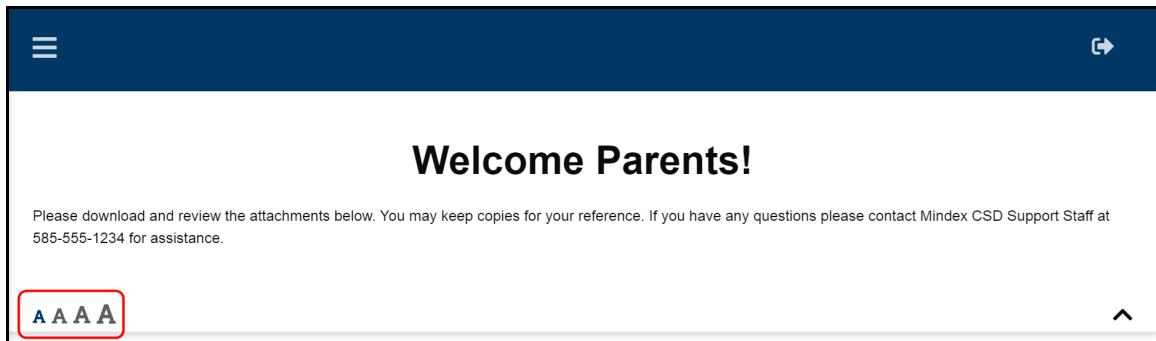 Welcome Parents!
Please download and review the attachments below. You may keep copies for your reference. If you have any questions please contact Mindex CSD Support Staff at
585-555-1234 for assistance.
A A A A